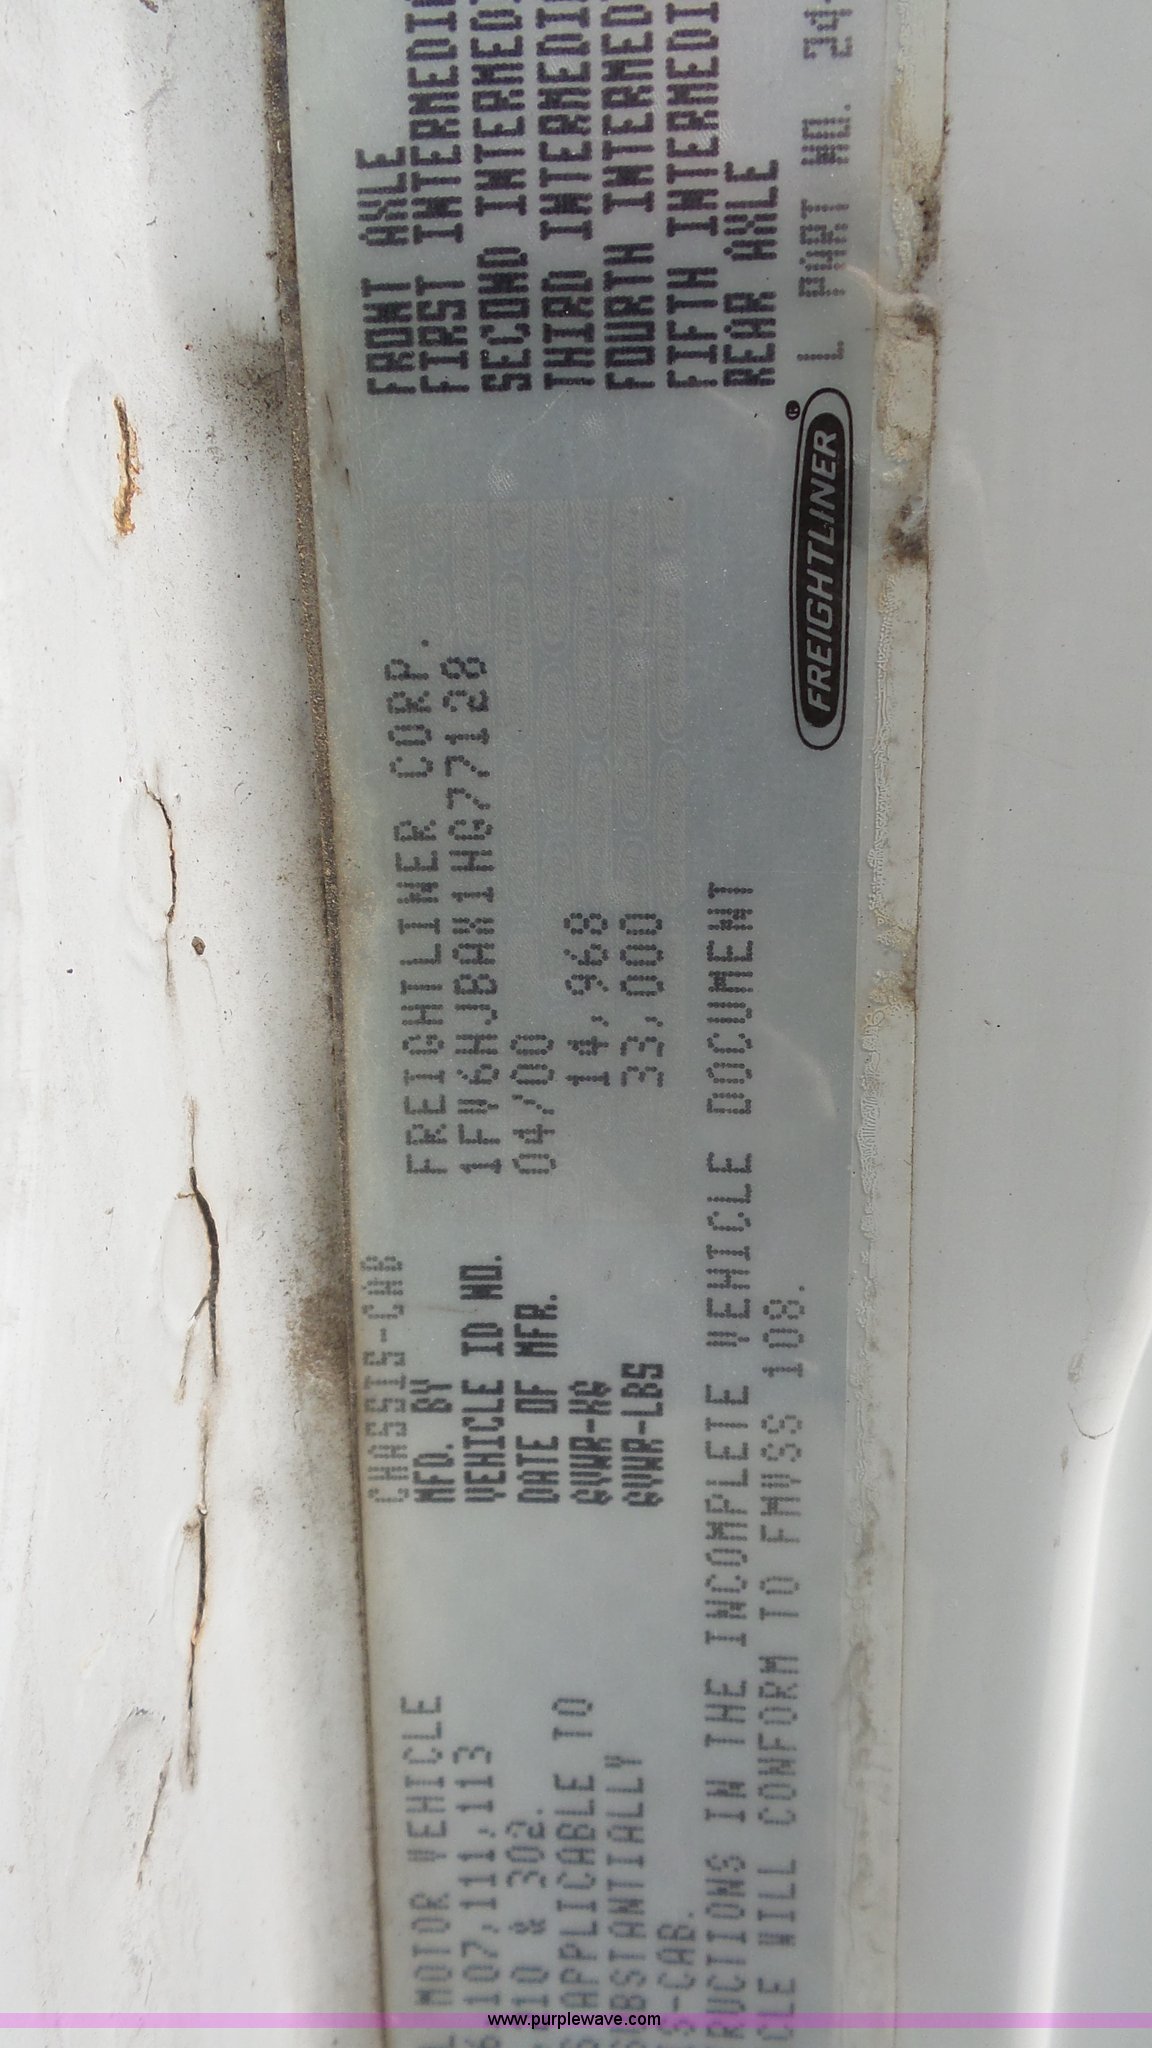 MOTOR VEHICLE
107,111,113
10 & 302.
APPLICABLE TO
SUBSTANTIALLY
S-CAB.
RUCTIONS IN THE INCOMPLETE VEHICLE DOCUMENT
CLE WILL CONFORM TO FMVSS 108.
CHASSIS-CAB
MFD. BY FREIGHTLINER CORP.
VEHICLE ID NO. 1FV6HJBAK1HG77128
DATE OF MFR. 04/00
GVWR-KG 14,968
GVWR-LBS 33,000
FRONT AXLE
FIRST INTERMEDI
SECOND INTERMEDI
THIRD INTERMEDI
FOURTH INTERMED
FIFTH INTERMEDI
REAR AXLE
FREIGHTLINER® L PART NO. 24
www.purplewave.com